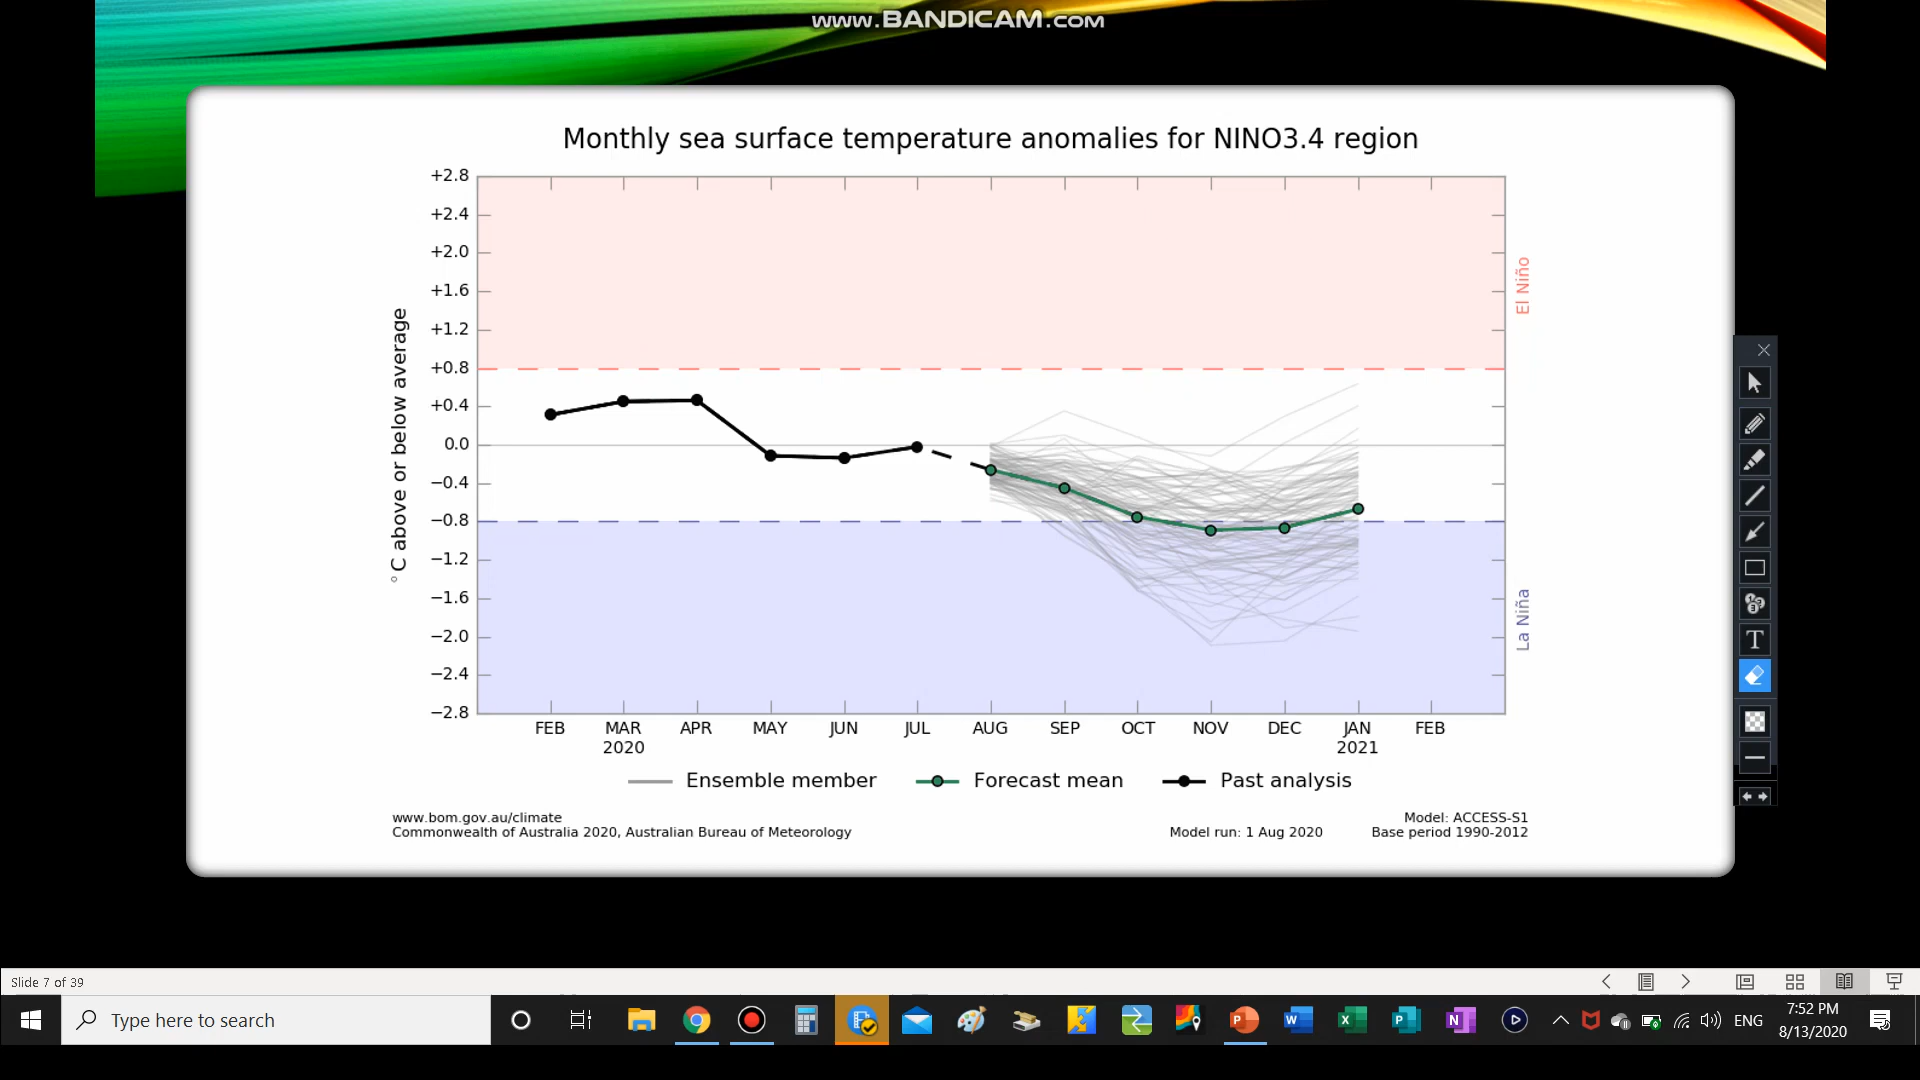 www.BANDICAM.com
Monthly sea surface temperature anomalies for NINO3.4 region
+2.8
+2.4
+2.0
+1.6
+1.2
+0.8
+0.4
0.0
−0.4
−0.8
−1.2
−1.6
−2.0
−2.4
−2.8
°C above or below average
El Niño
La Niña
FEB MAR APR MAY JUN JUL AUG SEP OCT NOV DEC JAN FEB
2020 2021
Ensemble member Forecast mean Past analysis
www.bom.gov.au/climate Model: ACCESS-S1
Commonwealth of Australia 2020, Australian Bureau of Meteorology Model run: 1 Aug 2020 Base period 1990-2012
T
Slide 7 of 39
Type here to search
ENG
7:52 PM
8/13/2020